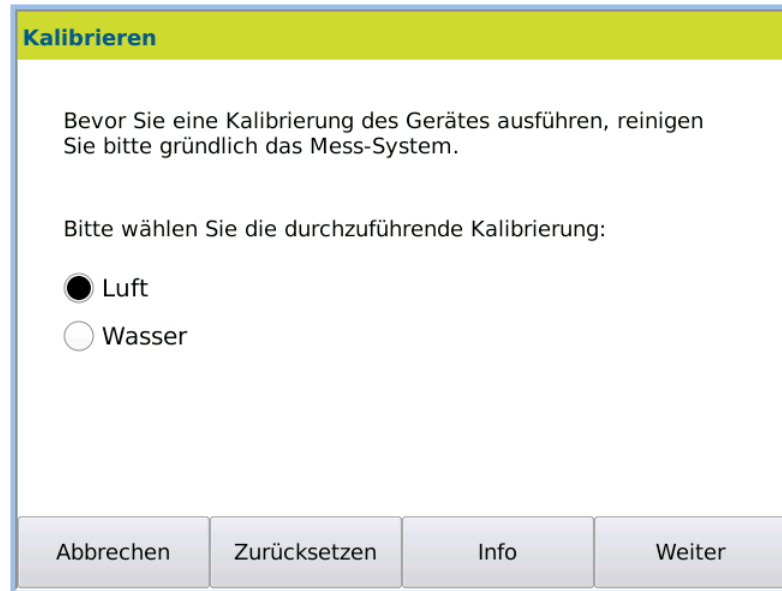 Kalibrieren
Bevor Sie eine Kalibrierung des Gerätes ausführen, reinigen
Sie bitte gründlich das Mess-System.
Bitte wählen Sie die durchzuführende Kalibrierung:
Luft
Wasser
Abbrechen
Zurücksetzen
Info
Weiter